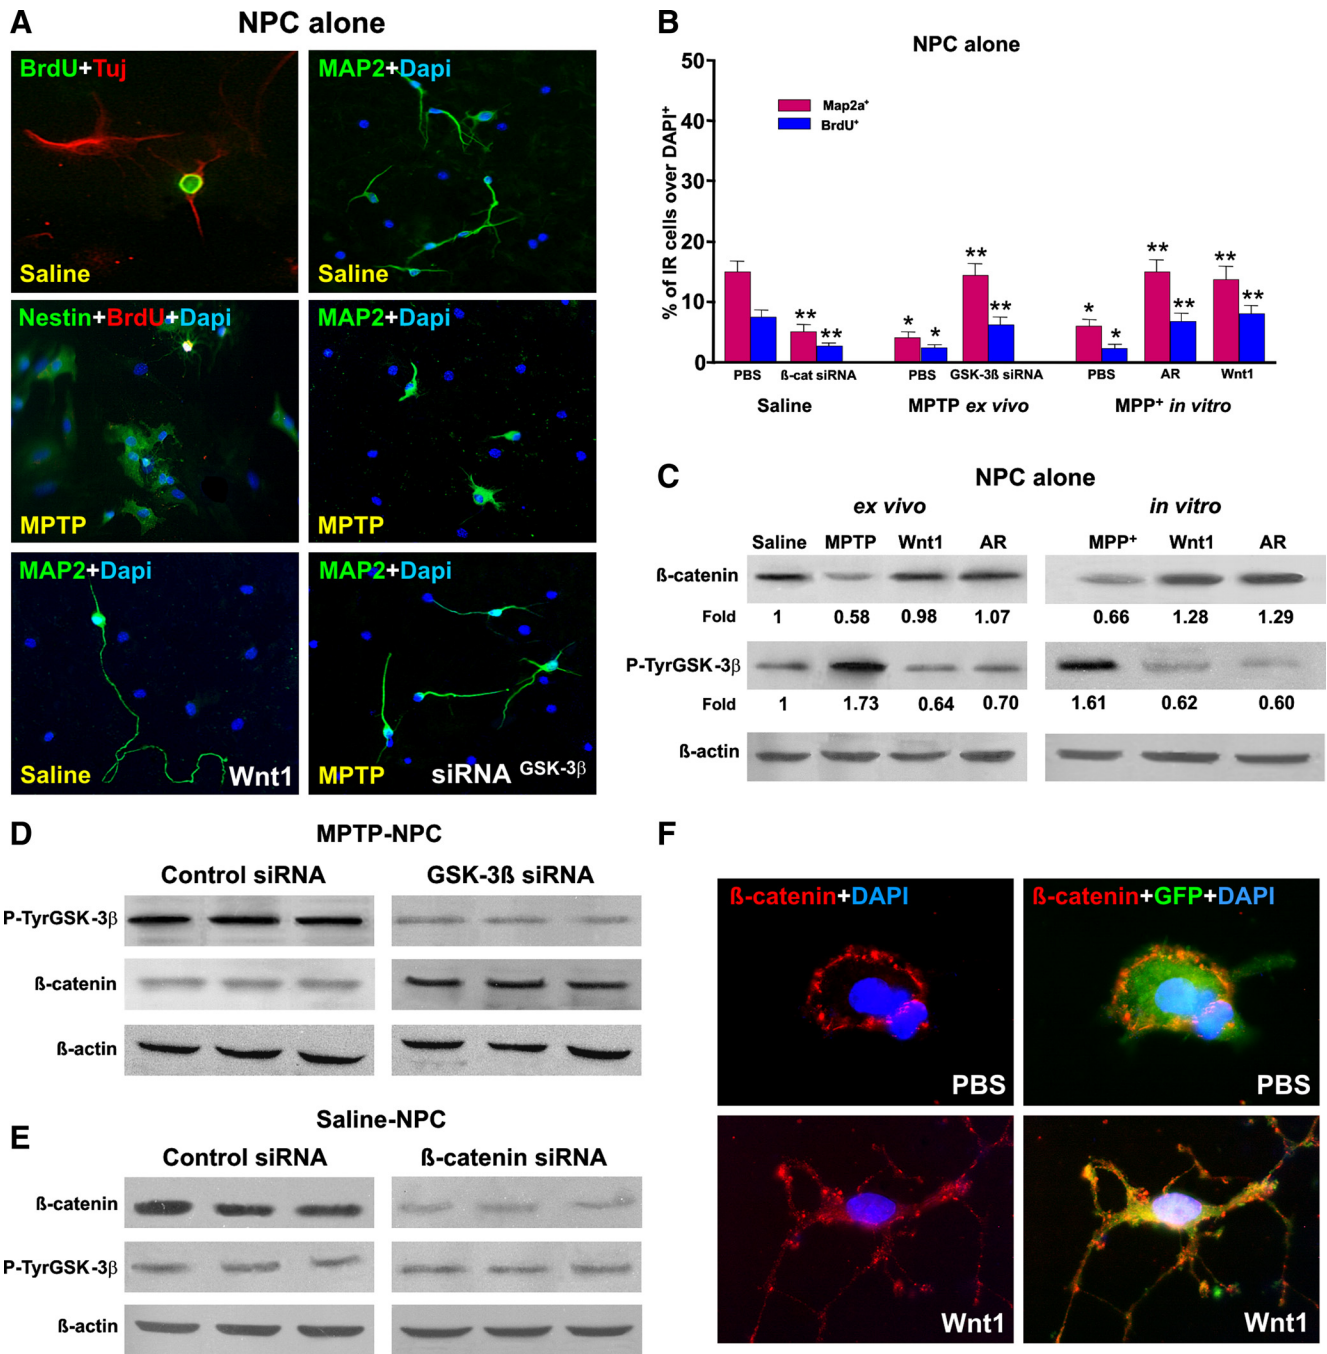 A
NPC alone
BrdU+Tuj
Saline
MAP2+Dapi
Saline
Nestin+BrdU+Dapi
MPTP
MAP2+Dapi
MPTP
MAP2+Dapi
Saline Wnt1
MAP2+Dapi
MPTP siRNA GSK-3β
B
NPC alone
% of IR cells over DAPI⁺
50
40
30
20
10
0
Map2a⁺
BrdU⁺
** ** * * ** ** * * ** ** ** **
PBS ß-cat siRNA PBS GSK-3ß siRNA PBS AR Wnt1
Saline MPTP ex vivo MPP⁺ in vitro
C
NPC alone
ex vivo in vitro
Saline MPTP Wnt1 AR MPP⁺ Wnt1 AR
ß-catenin
Fold 1 0.58 0.98 1.07 0.66 1.28 1.29
P-TyrGSK-3β
Fold 1 1.73 0.64 0.70 1.61 0.62 0.60
ß-actin
D
MPTP-NPC
Control siRNA GSK-3ß siRNA
P-TyrGSK-3β
ß-catenin
ß-actin
E
Saline-NPC
Control siRNA ß-catenin siRNA
ß-catenin
P-TyrGSK-3β
ß-actin
F
ß-catenin+DAPI
PBS
ß-catenin+GFP+DAPI
PBS
Wnt1
Wnt1